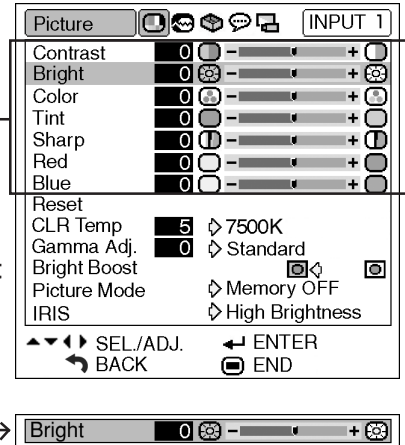 Picture INPUT 1
Contrast 0 - +
Bright 0 - +
Color 0 - +
Tint 0 - +
Sharp 0 - +
Red 0 - +
Blue 0 - +
Reset
CLR Temp 5 7500K
Gamma Adj. 0 Standard
Bright Boost
Picture Mode Memory OFF
IRIS High Brightness
SEL./ADJ. ENTER
BACK END
Bright 0 - +